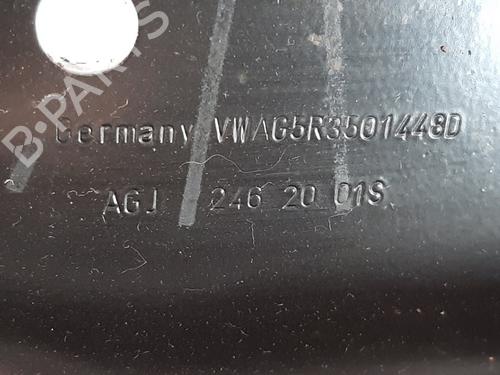 B-PARTS
Germany VWAG5R3501448D
AGJ 246 20 01S